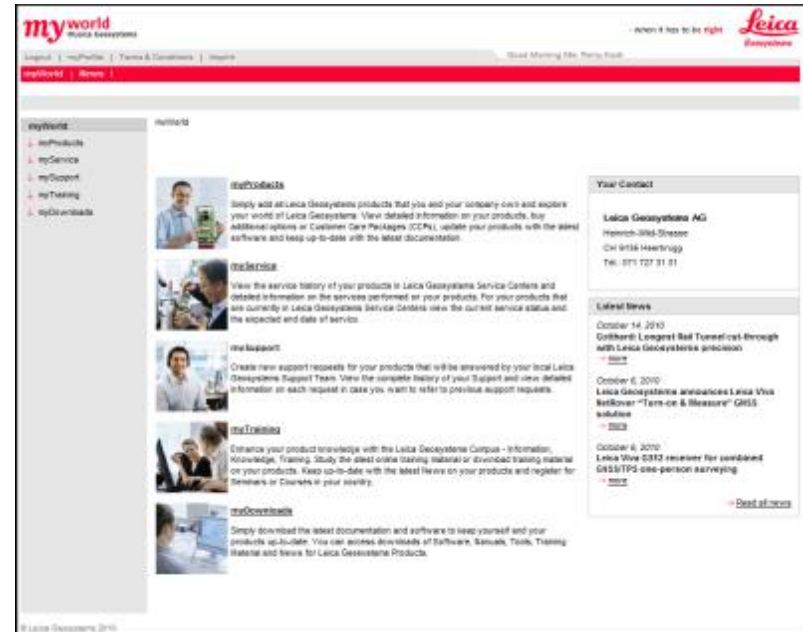 myworld
@Leica Geosystems
- when it has to be right
Leica
Geosystems
Logout | myProfile | Terms & Conditions | Imprint
Good Morning Mr.
myWorld | News |
myWorld
myProducts
myService
mySupport
myTraining
myDownloads
myWorld
myProducts
Simply add all Leica Geosystems products that you and your company own and explore
your world of Leica Geosystems. View detailed information on your products, buy
additional options or Customer Care Packages (CCPs), update your products with the latest
software and keep up-to-date with the latest documentation.
myService
View the service history of your products in Leica Geosystems Service Centers and
detailed information on the services performed on your products. For your products that
are currently in Leica Geosystems Service Centers view the current service status and
the expected end date of service.
mySupport
Create new support requests for your products that will be answered by your local Leica
Geosystems Support Team. View the complete history of your Support and view detailed
information on each request in case you want to refer to previous support requests.
myTraining
Enhance your product knowledge with the Leica Geosystems Campus - Information,
Knowledge, Training. Study the latest online training material or download training material
on your products. Keep up-to-date with the latest News on your products and register for
Seminars or Courses in your country.
myDownloads
Simply download the latest documentation and software to keep yourself and your
products up-to-date. You can access downloads of Software, Manuals, Tools, Training
Material and News for Leica Geosystems Products.
Your Contact
Leica Geosystems AG
Heinrich-Wild-Strasse
CH 9435 Heerbrugg
Tel.: 071 727 31 31
Latest News
October 14, 2010
Gotthard: Longest Rail Tunnel cut-through
with Leica Geosystems precision
→ more
October 6, 2010
Leica Geosystems announces Leica Viva
NetRover "Turn-on & Measure" GNSS
solution
→ more
October 6, 2010
Leica Viva GS12 receiver for combined
GNSS/TPS one-person surveying
→ more
→ Read all news
© Leica Geosystems 2010